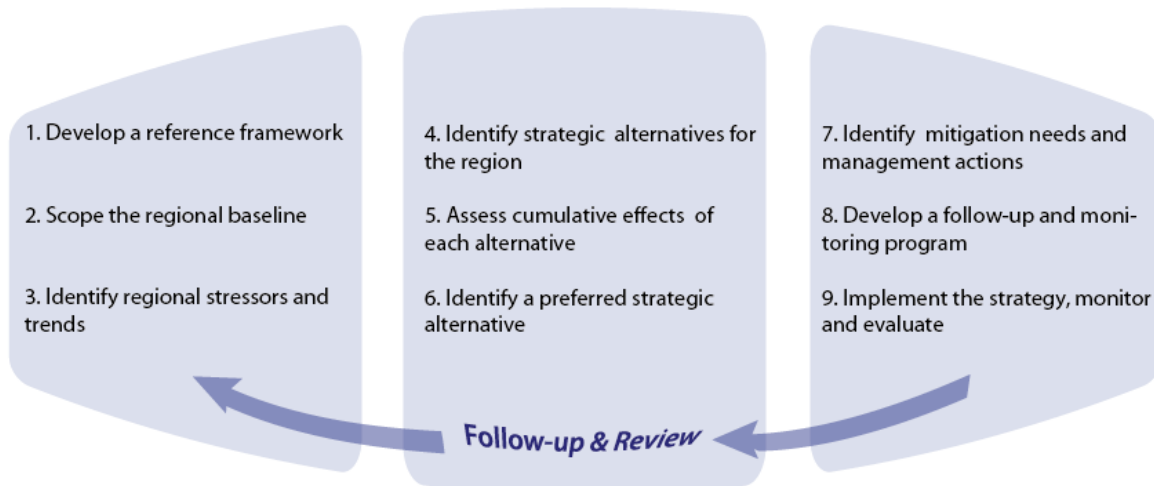 1. Develop a reference framework
2. Scope the regional baseline
3. Identify regional stressors and
trends
4. Identify strategic alternatives for
the region
5. Assess cumulative effects of
each alternative
6. Identify a preferred strategic
alternative
7. Identify mitigation needs and
management actions
8. Develop a follow-up and moni-
toring program
9. Implement the strategy, monitor
and evaluate
Follow-up & Review